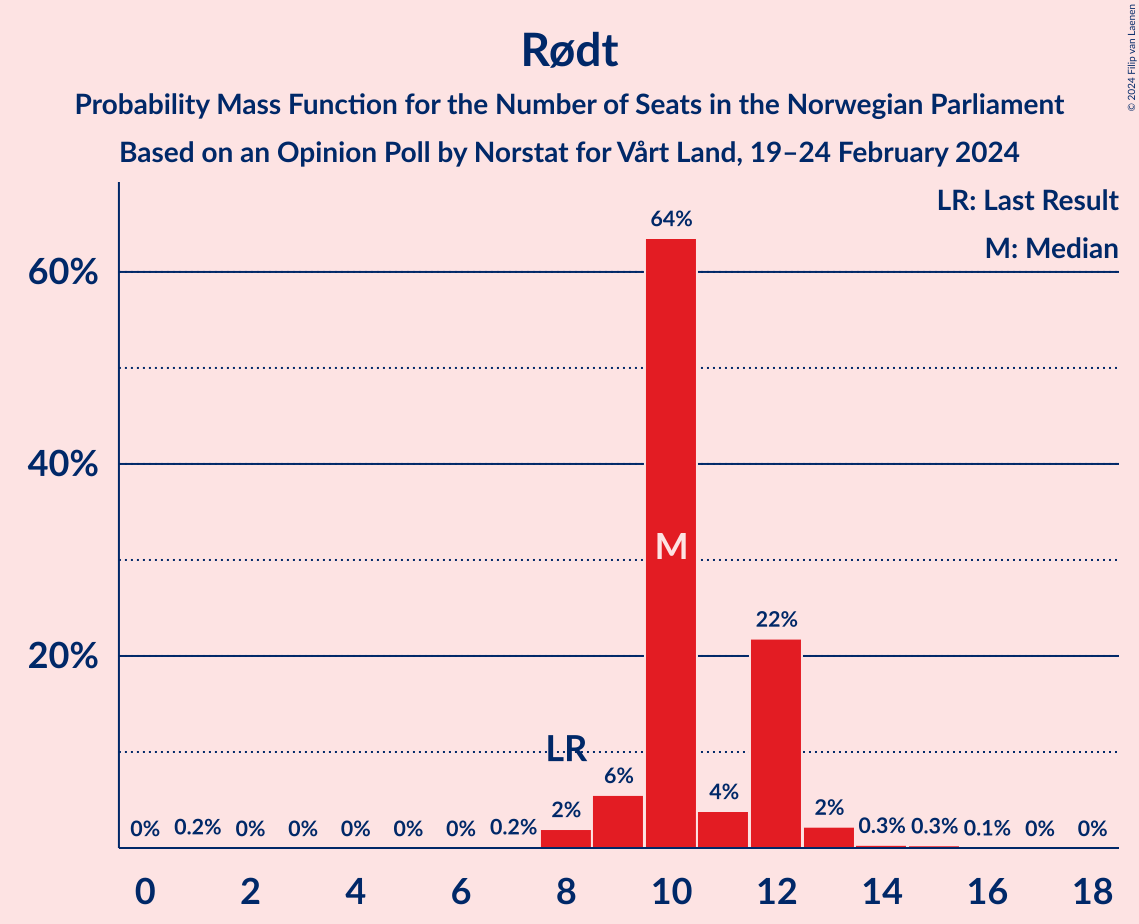 Rødt
Probability Mass Function for the Number of Seats in the Norwegian Parliament
Based on an Opinion Poll by Norstat for Vårt Land, 19–24 February 2024
© 2024 Filip van Laenen
LR: Last Result
M: Median
60%
40%
20%
0% 0.2% 0% 0% 0% 0% 0% 0.2% 2% 6% 64% 4% 22% 2% 0.3% 0.3% 0.1% 0% 0%
LR
M
0 2 4 6 8 10 12 14 16 18